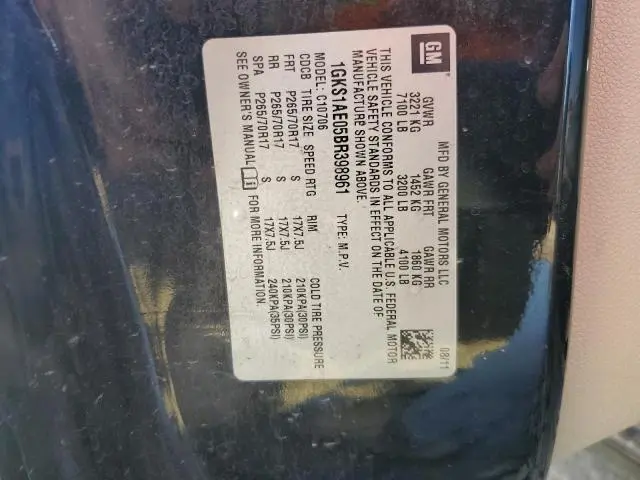 GM
MFD BY GENERAL MOTORS LLC 08/11
GVWR GAWR FRT GAWR RR
3221 KG 1452 KG 1860 KG
7100 LB 3200 LB 4100 LB
THIS VEHICLE CONFORMS TO ALL APPLICABLE U.S. FEDERAL MOTOR
VEHICLE SAFETY STANDARDS IN EFFECT ON THE DATE OF
MANUFACTURE SHOWN ABOVE.
1GKS1AE05BR398961 TYPE: M.P.V.
MODEL: C10706
CDCB TIRE SIZE SPEED RTG RIM COLD TIRE PRESSURE
FRT P265/70R17 S 17X7.5J 210KPA(30PSI)
RR P265/70R17 S 17X7.5J 210KPA(30PSI)
SPA P265/70R17 S 17X7.5J 240KPA(35PSI)
SEE OWNER'S MANUAL FOR MORE INFORMATION.